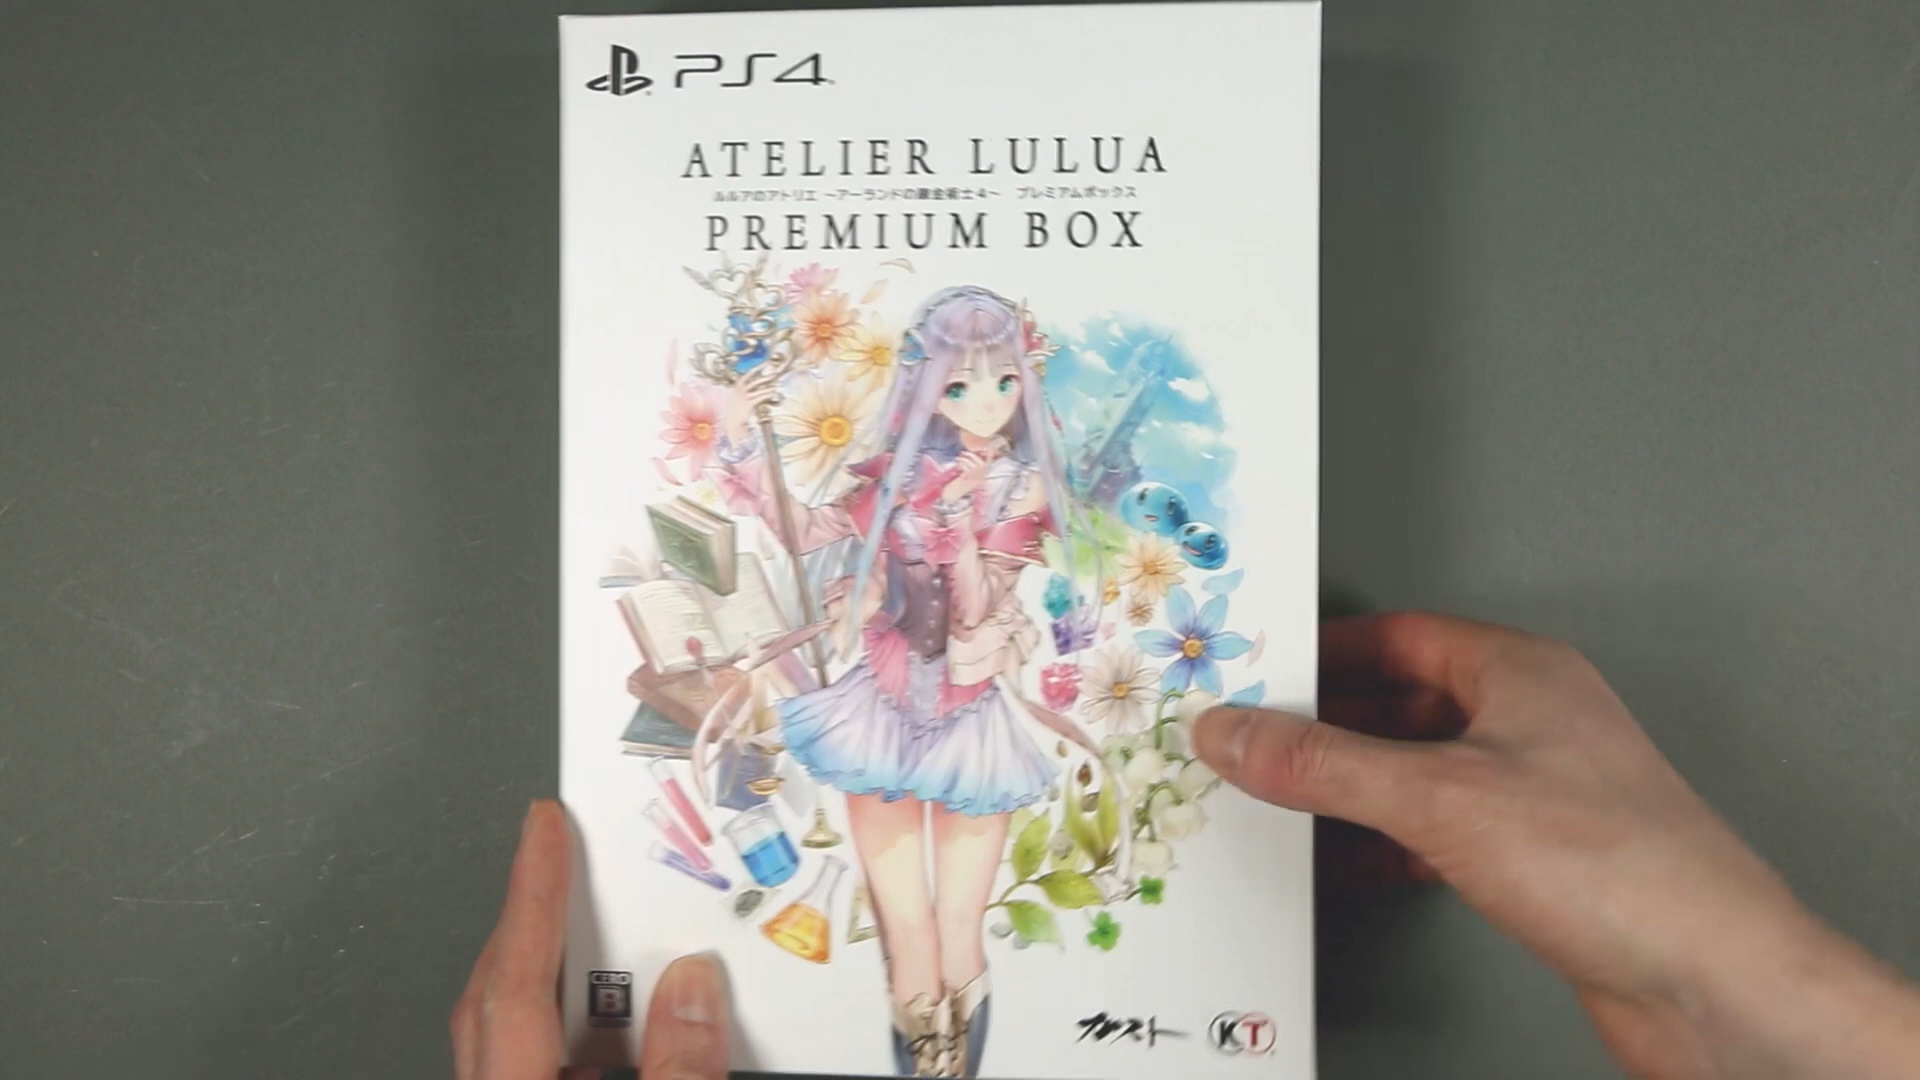 PS4
ATELIER LULUA
ルルアのアトリエ ～アーランドの錬金術士4～ プレミアムボックス
PREMIUM BOX
CERO
B
ガスト
KT